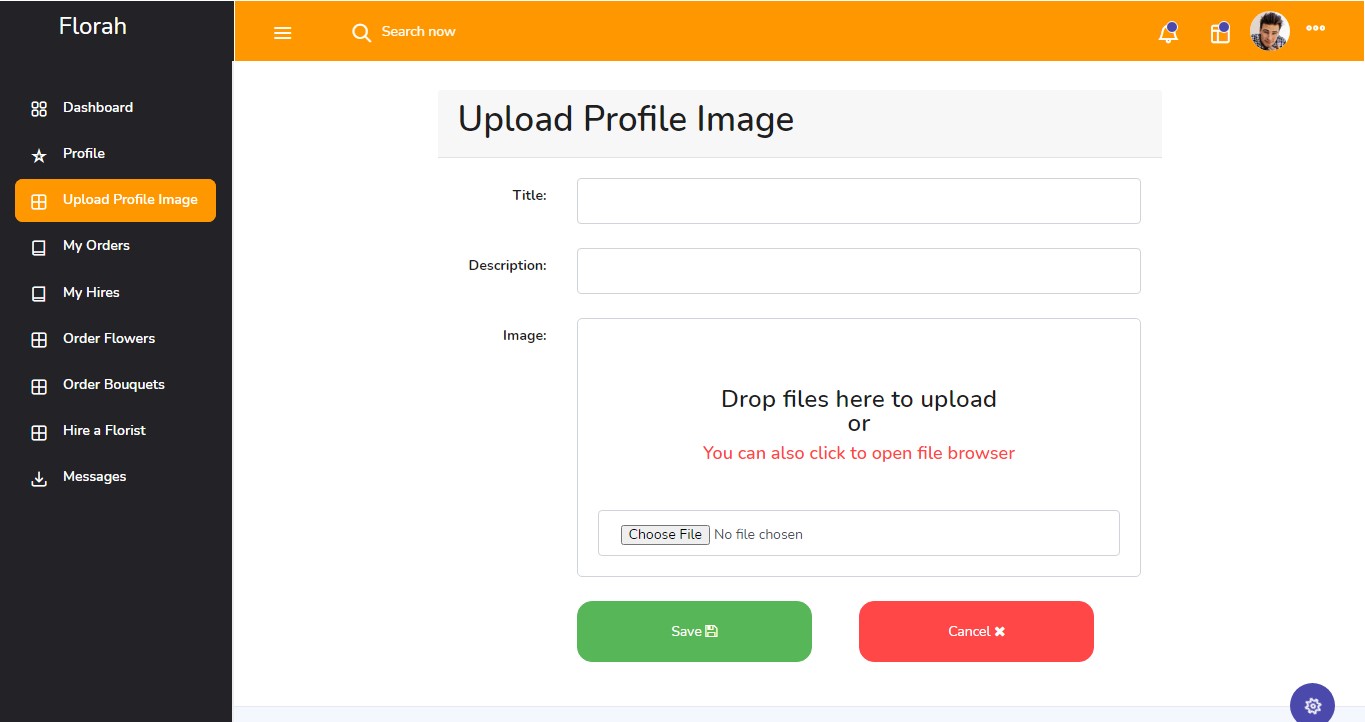 Florah
Search now
Dashboard
Profile
Upload Profile Image
My Orders
My Hires
Order Flowers
Order Bouquets
Hire a Florist
Messages
Upload Profile Image
Title:
Description:
Image:
Drop files here to upload
or
You can also click to open file browser
Choose File No file chosen
Save
Cancel